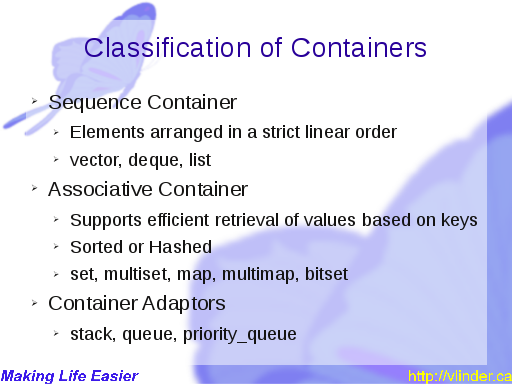 Classification of Containers
Sequence Container
Elements arranged in a strict linear order
vector, deque, list
Associative Container
Supports efficient retrieval of values based on keys
Sorted or Hashed
set, multiset, map, multimap, bitset
Container Adaptors
stack, queue, priority_queue
Making Life Easier
http://vlinder.ca